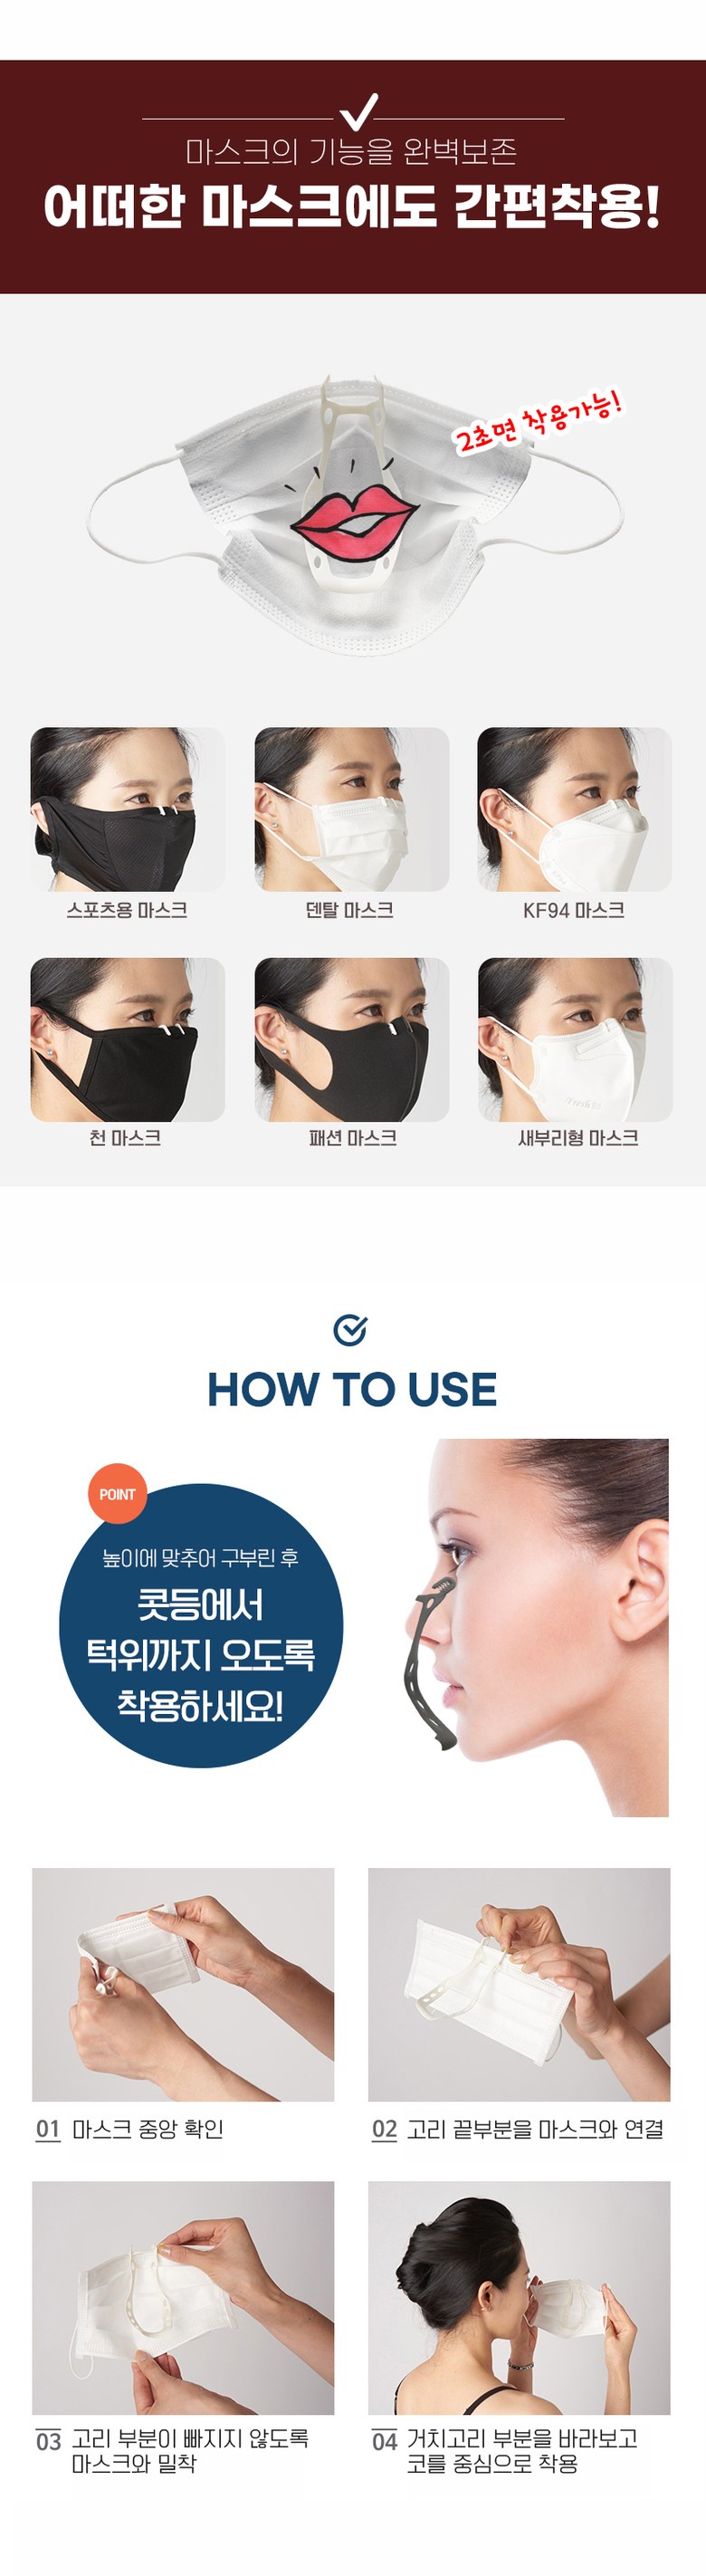 마스크의 기능을 완벽보존
어떠한 마스크에도 간편착용!
2초면 착용가능!
스포츠용 마스크
덴탈 마스크
KF94 마스크
천 마스크
패션 마스크
새부리형 마스크
HOW TO USE
POINT
높이에 맞추어 구부린 후
콧등에서
턱위까지 오도록
착용하세요!
01 마스크 중앙 확인
02 고리 끝부분을 마스크와 연결
03 고리 부분이 빠지지 않도록
마스크와 밀착
04 거치고리 부분을 바라보고
코를 중심으로 착용